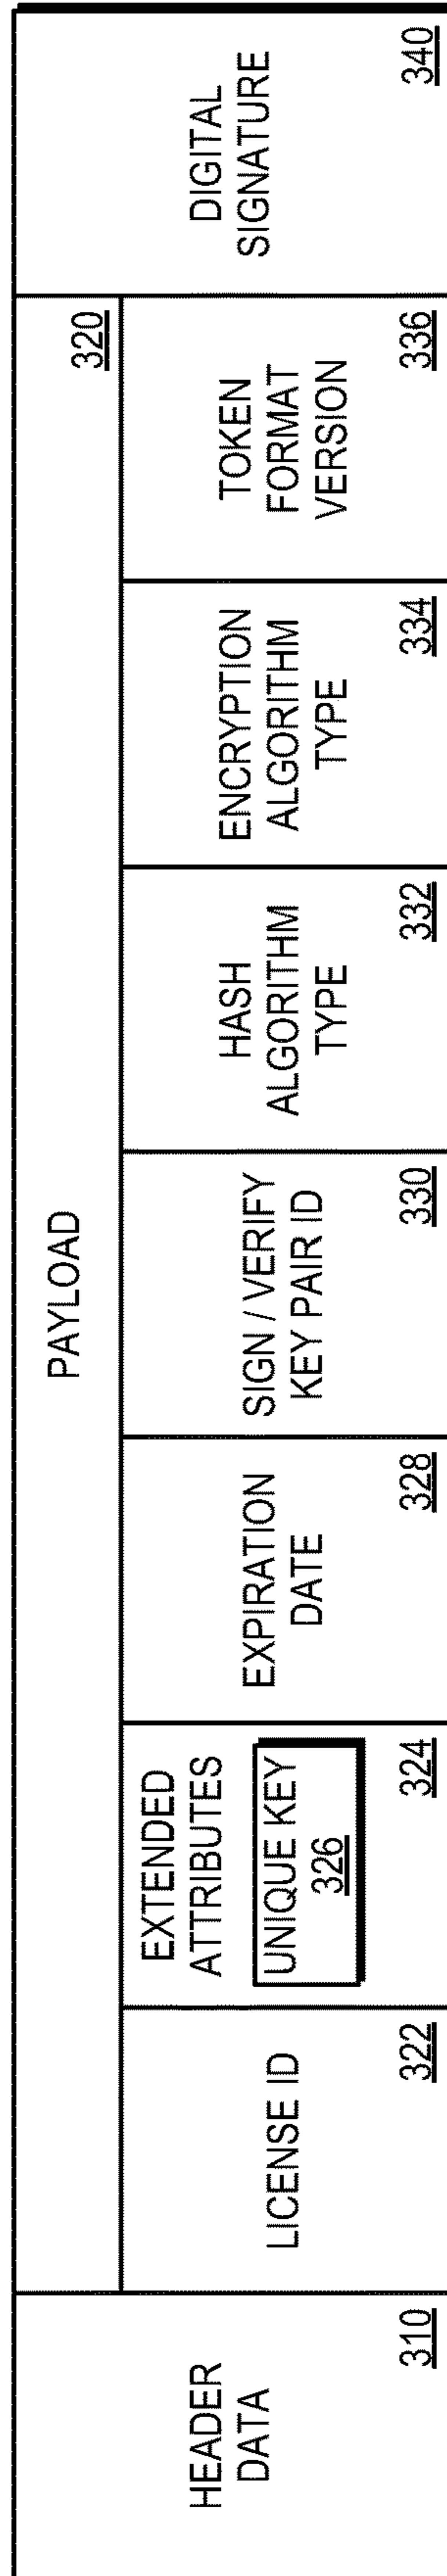 HEADER
DATA
310
PAYLOAD
320
LICENSE ID
322
EXTENDED
ATTRIBUTES
UNIQUE KEY
326
324
EXPIRATION
DATE
328
SIGN / VERIFY
KEY PAIR ID
330
HASH
ALGORITHM
TYPE
332
ENCRYPTION
ALGORITHM
TYPE
334
TOKEN
FORMAT
VERSION
336
DIGITAL
SIGNATURE
340